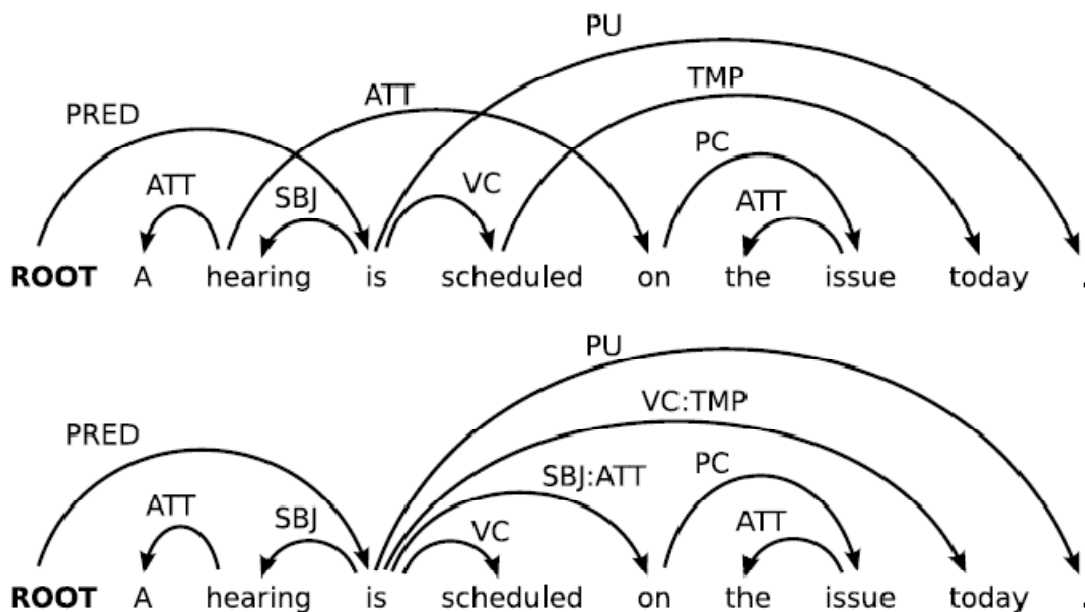 PU
TMP
ATT
PRED
PC
VC
ATT
SBJ
ATT
ROOT A hearing is scheduled on the issue today .
PU
VC:TMP
PRED
SBJ:ATT
PC
ATT
SBJ
VC
ATT
ROOT A hearing is scheduled on the issue today .